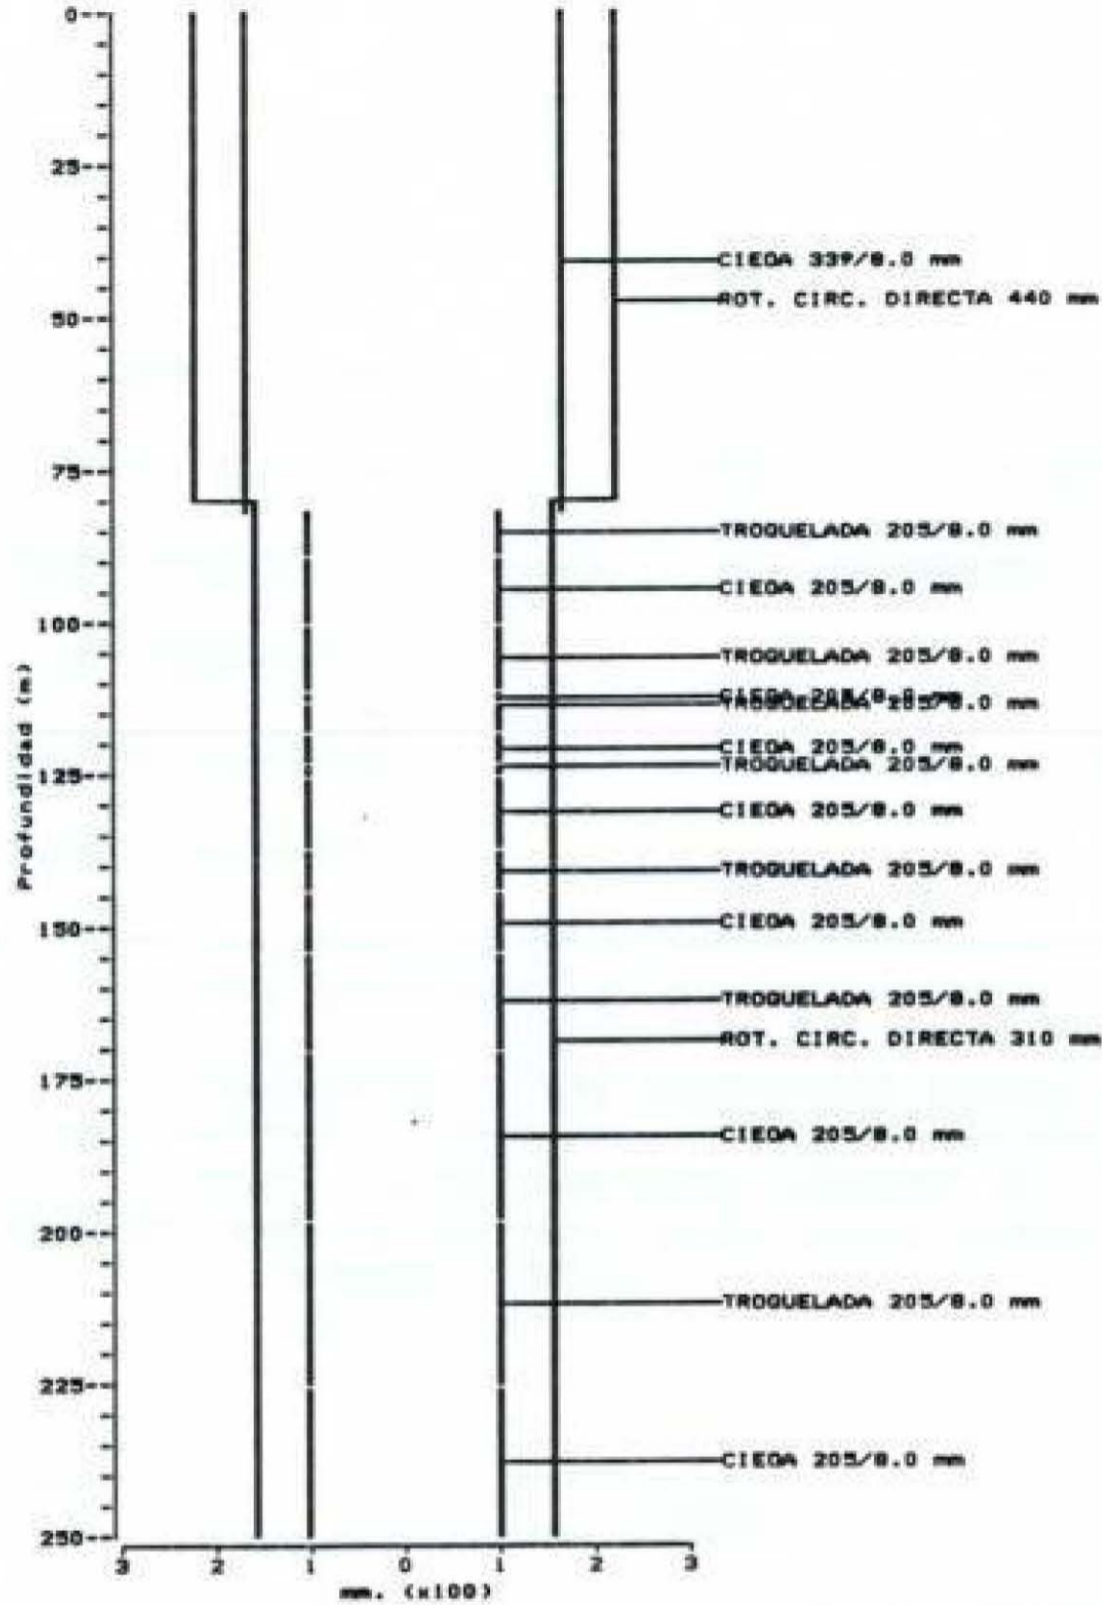 0
25
50
75
100
125
150
175
200
225
250
Profundidad (m)
CIEGA 339/8.0 mm
ROT. CIRC. DIRECTA 440 mm
TROQUELADA 205/8.0 mm
CIEGA 205/8.0 mm
TROQUELADA 205/8.0 mm
CIEGA 205/8.0 mm
TROQUELADA 205/8.0 mm
CIEGA 205/8.0 mm
TROQUELADA 205/8.0 mm
CIEGA 205/8.0 mm
TROQUELADA 205/8.0 mm
CIEGA 205/8.0 mm
TROQUELADA 205/8.0 mm
ROT. CIRC. DIRECTA 310 mm
CIEGA 205/8.0 mm
TROQUELADA 205/8.0 mm
CIEGA 205/8.0 mm
3 2 1 0 1 2 3
mm. (x100)